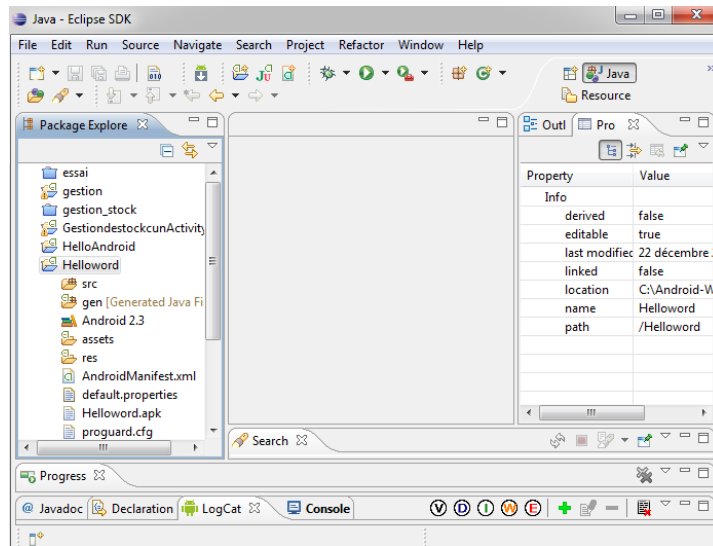 Java - Eclipse SDK
File Edit Run Source Navigate Search Project Refactor Window Help
Java
Resource
Package Explore
Outl Pro
essai
gestion
gestion_stock
GestiondestockcunActivity
HelloAndroid
Helloword
src
gen [Generated Java Fi
Android 2.3
assets
res
AndroidManifest.xml
default.properties
Helloword.apk
proguard.cfg
Property Value
Info
derived false
editable true
last modified 22 décembre
linked false
location C:\Android-W
name Helloword
path /Helloword
Search
Progress
@ Javadoc Declaration LogCat Console
V D I W E